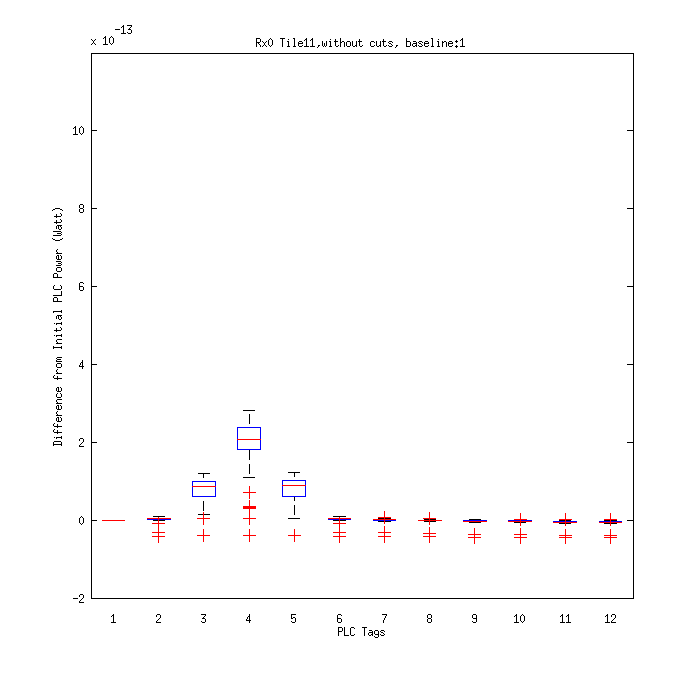 x 10-13
Rx0 Tile11,without cuts, baseline:1
Difference from Initial PLC Power (Watt)
10
8
6
4
2
0
-2
1 2 3 4 5 6 7 8 9 10 11 12
PLC Tags